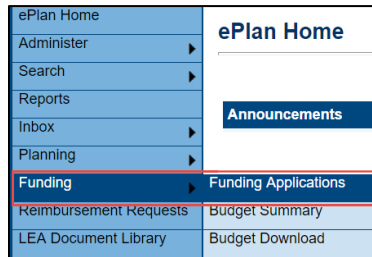 ePlan Home
Administer
Search
Reports
Inbox
Planning
Funding
Reimbursement Requests
LEA Document Library
ePlan Home
Announcements
Funding Applications
Budget Summary
Budget Download